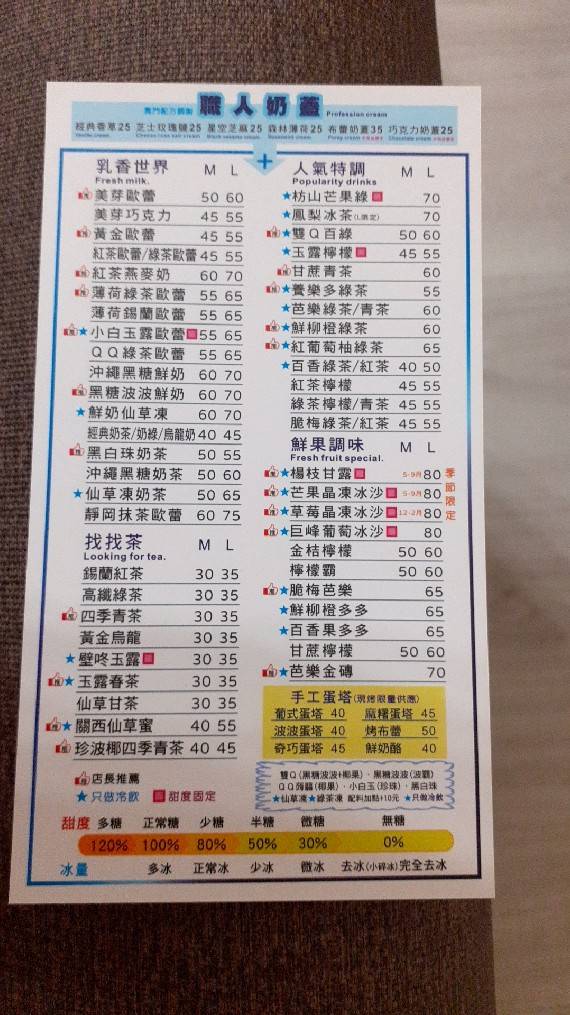 專門配方調製 職人奶蓋 Profession cream
經典香草25 芝士玫瑰鹽25 星空芝麻25 森林薄荷25 布蕾奶蓋35 巧克力奶蓋25
+
乳香世界 M L
Fresh milk.
美芽歐蕾 50 60
美芽巧克力 45 55
黃金歐蕾 45 55
紅茶歐蕾/綠茶歐蕾 45 55
紅茶燕麥奶 60 70
薄荷綠茶歐蕾 55 65
薄荷錫蘭歐蕾 55 65
★小白玉露歐蕾 55 65
QQ綠茶歐蕾 55 65
沖繩黑糖鮮奶 60 70
黑糖波波鮮奶 60 70
★鮮奶仙草凍 60 70
經典奶茶/奶綠/烏龍奶 40 45
黑白珠奶茶 50 55
沖繩黑糖奶茶 50 60
★仙草凍奶茶 50 65
靜岡抹茶歐蕾 60 75
找找茶 M L
Looking for tea.
錫蘭紅茶 30 35
高纖綠茶 30 35
四季青茶 30 35
黃金烏龍 30 35
★壁咚玉露 30 35
★玉露春茶 30 35
仙草甘茶 30 35
★關西仙草蜜 40 55
珍波椰四季青茶 40 45
店長推薦
★只做冷飲 甜度固定
人氣特調 M L
Popularity drinks
★枋山芒果綠 70
★鳳梨冰茶(L限定) 70
★雙Q百綠 50 60
★玉露檸檬 45 55
甘蔗青茶 60
★養樂多綠茶 55
★芭樂綠茶/青茶 60
★鮮柳橙綠茶 60
★紅葡萄柚綠茶 65
★百香綠茶/紅茶 40 50
紅茶檸檬 45 55
綠茶檸檬/青茶 45 55
脆梅綠茶/紅茶 45 55
鮮果調味 M L
Fresh fruit special.
★楊枝甘露 5-9月 80
★芒果晶凍冰沙 5-9月 80
★草莓晶凍冰沙 12-2月 80
季節限定
★巨峰葡萄冰沙 80
金桔檸檬 50 60
檸檬霸 50 60
★脆梅芭樂 65
★鮮柳橙多多 65
★百香果多多 65
甘蔗檸檬 50 60
★芭樂金磚 70
手工蛋塔(現烤限量供應)
葡式蛋塔 40 麻糬蛋塔 45
波波蛋塔 40 烤布蕾 50
奇巧蛋塔 45 鮮奶酪 40
雙Q(黑糖波波+椰果)、黑糖波波(波霸)
QQ蒟蒻(椰果)、小白玉(珍珠)、黑白珠
★仙草凍★綠茶凍 配料加點+10元 ★只做冷飲
甜度 多糖 正常糖 少糖 半糖 微糖 無糖
120% 100% 80% 50% 30% 0%
冰量 多冰 正常冰 少冰 微冰 去冰(小碎冰) 完全去冰